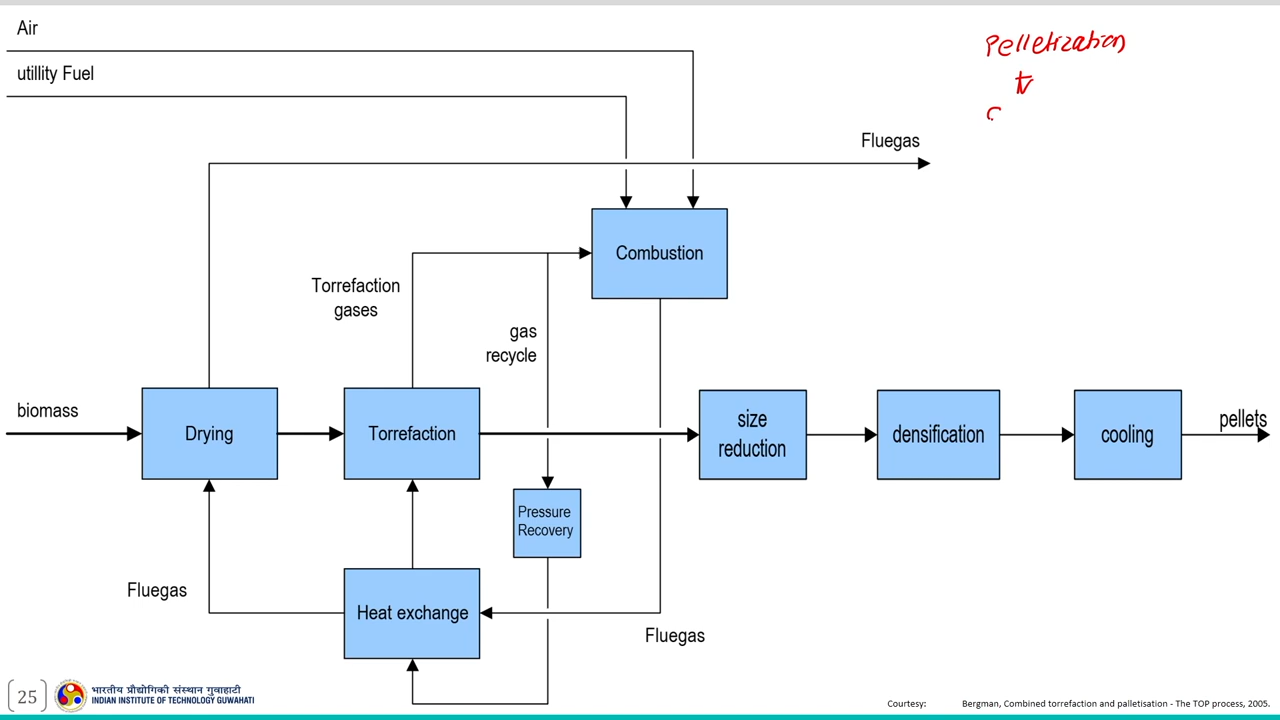 Air
Pelletization
utillity Fuel
Fluegas
Combustion
Torrefaction
gases
gas
recycle
biomass
Drying
Torrefaction
size
reduction
densification
cooling
pellets
Pressure
Recovery
Fluegas
Heat exchange
Fluegas
25
भारतीय प्रौद्योगिकी संस्थान गुवाहाटी
INDIAN INSTITUTE OF TECHNOLOGY GUWAHATI
Courtesy: Bergman, Combined torrefaction and palletisation - The TOP process, 2005.